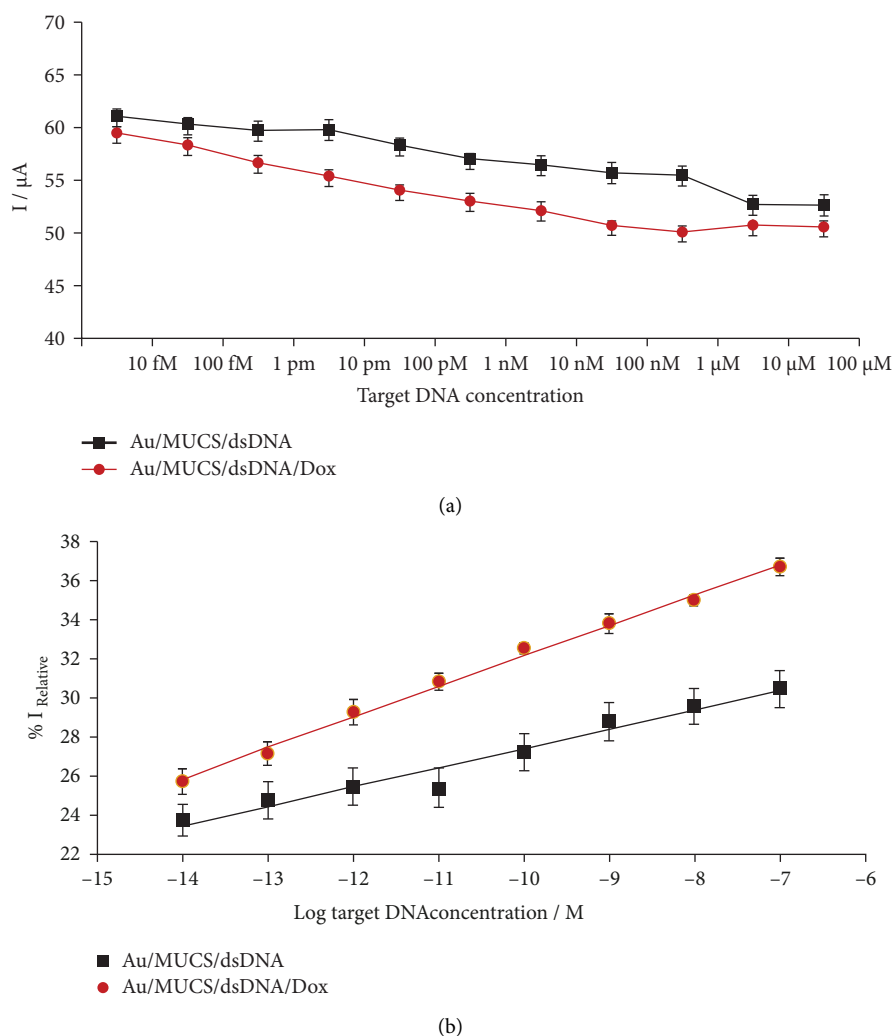 70
65
60
55
50
45
40
I / µA
10 fM 100 fM 1 pm 10 pm 100 pM 1 nM 10 nM 100 nM 1 µM 10 µM 100 µM
Target DNA concentration
Au/MUCS/dsDNA
Au/MUCS/dsDNA/Dox
(a)
38
36
34
32
30
28
26
24
22
% I Relative
–15 –14 –13 –12 –11 –10 –9 –8 –7 –6
Log target DNAconcentration / M
Au/MUCS/dsDNA
Au/MUCS/dsDNA/Dox
(b)